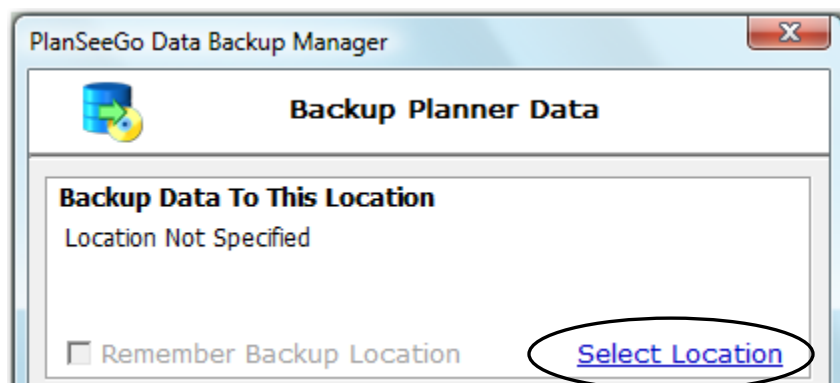 PlanSeeGo Data Backup Manager
Backup Planner Data
Backup Data To This Location
Location Not Specified
Remember Backup Location Select Location